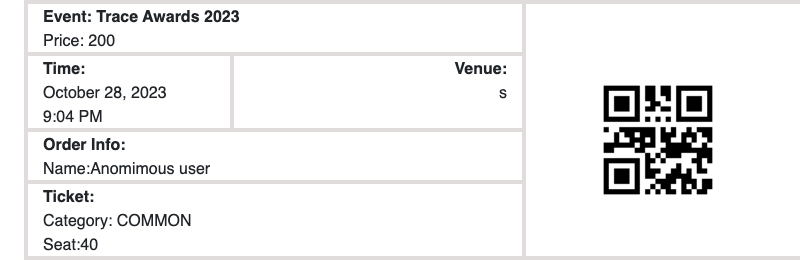 Event: Trace Awards 2023
Price: 200
Time:
October 28, 2023
9:04 PM
Venue:
s
Order Info:
Name:Anomimous user
Ticket:
Category: COMMON
Seat:40